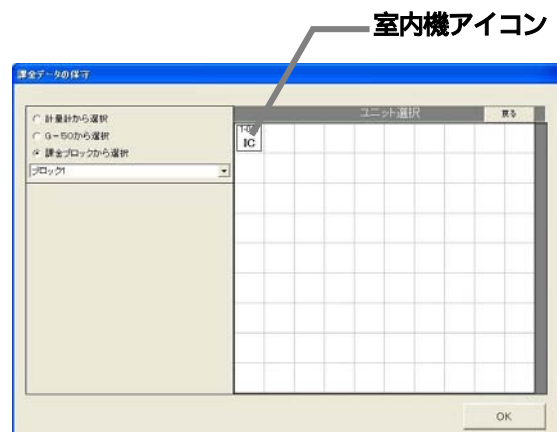 室内機アイコン
課金データの保守
計量計から選択
G-50から選択
課金ブロックから選択
ブロック1
ユニット選択
戻る
IC
OK